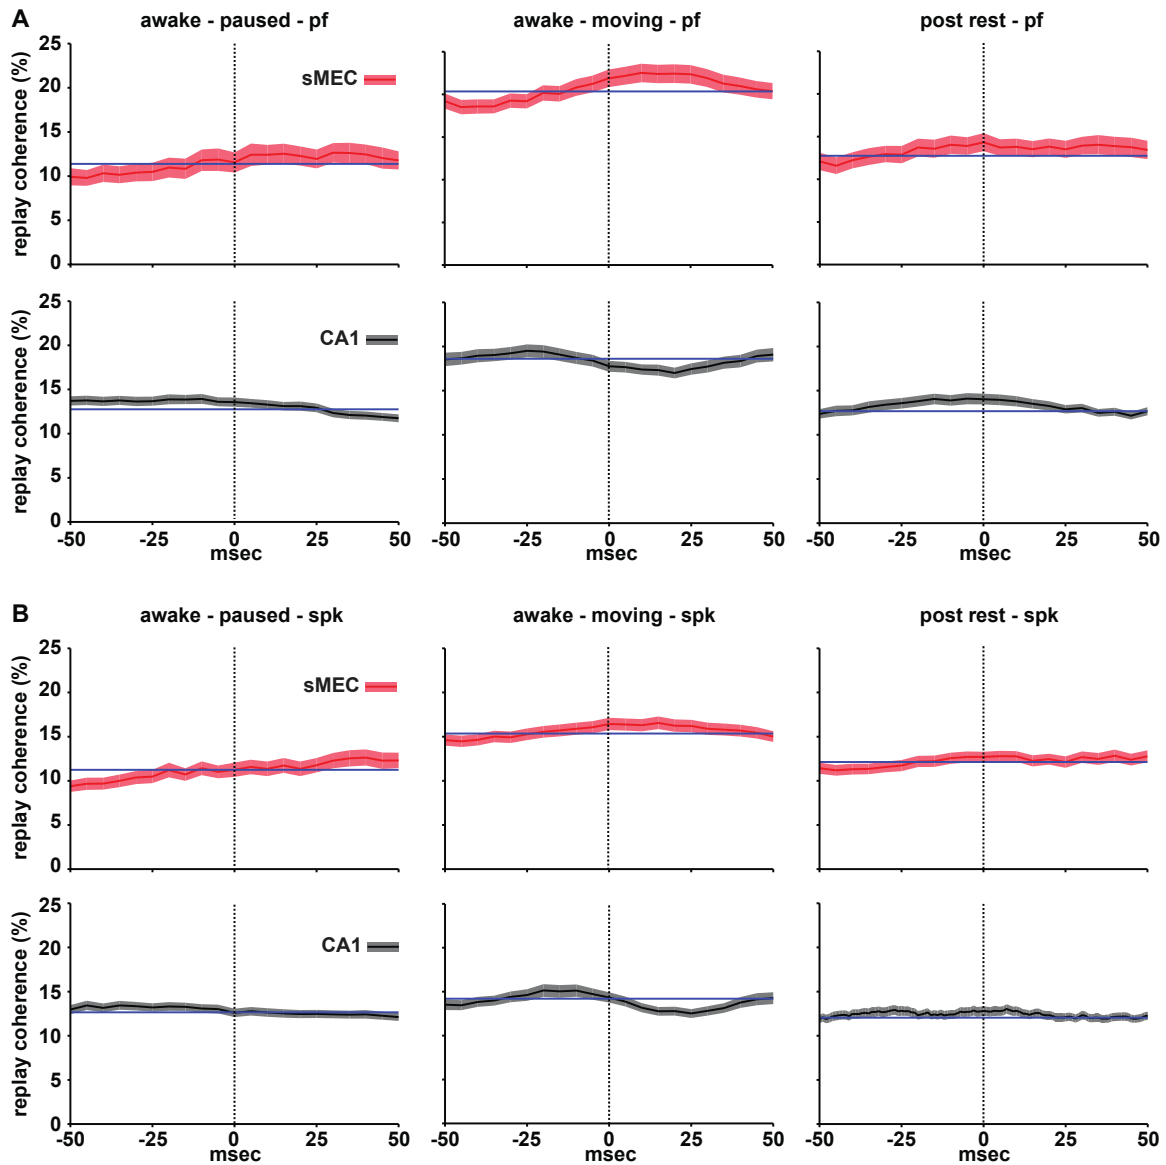 A
awake - paused - pf
awake - moving - pf
post rest - pf
replay coherence (%)
25
20
15
10
5
0
sMEC
replay coherence (%)
25
20
15
10
5
0
CA1
-50 -25 0 25 50
msec
-50 -25 0 25 50
msec
-50 -25 0 25 50
msec
B
awake - paused - spk
awake - moving - spk
post rest - spk
replay coherence (%)
25
20
15
10
5
0
sMEC
replay coherence (%)
25
20
15
10
5
0
CA1
-50 -25 0 25 50
msec
-50 -25 0 25 50
msec
-50 -25 0 25 50
msec